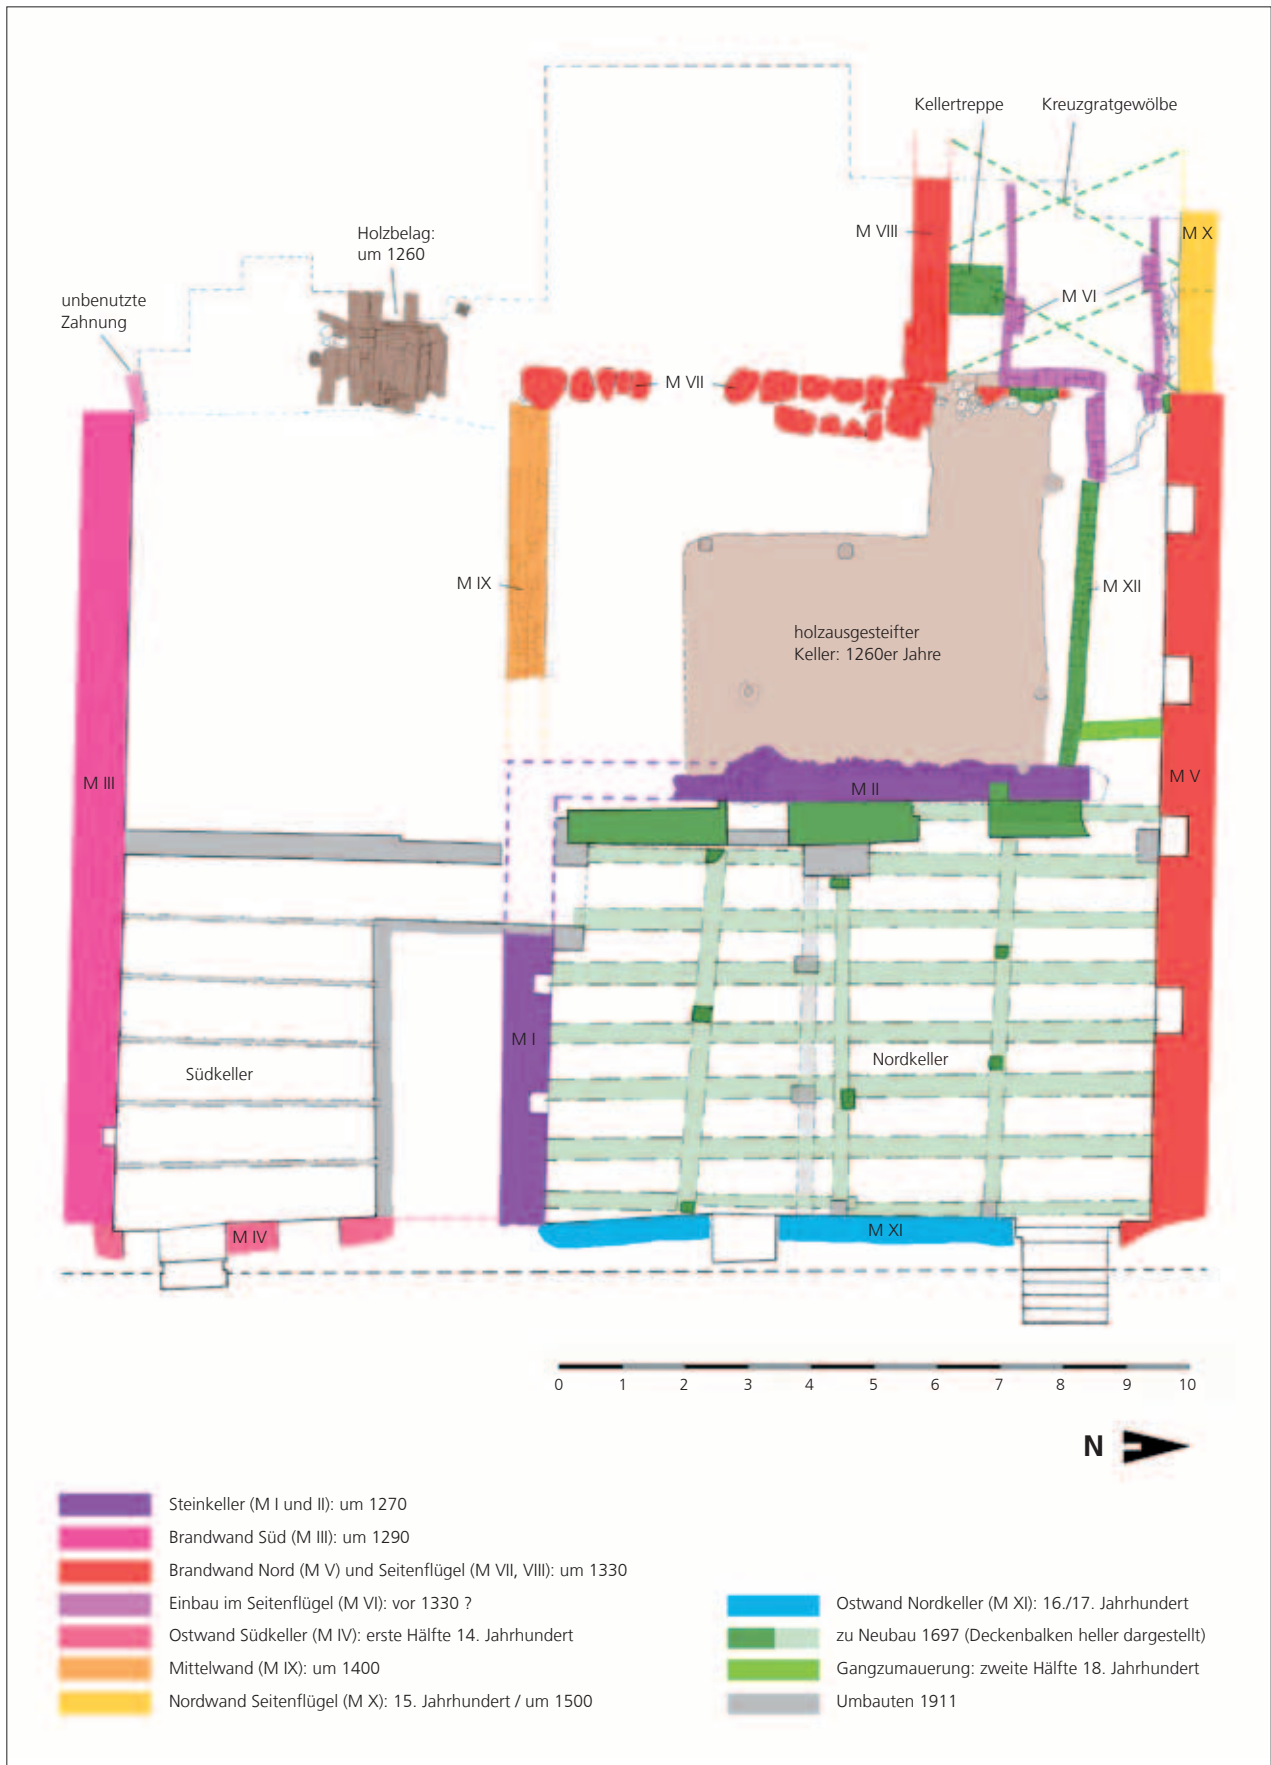 Kellertreppe
Kreuzgratgewölbe
M VIII
M X
Holzbelag:
um 1260
unbenutzte
Zahnung
M VI
M VII
M IX
M XII
holzausgesteifter
Keller: 1260er Jahre
M III
M II
M V
M I
Südkeller
Nordkeller
M IV
M XI
0 1 2 3 4 5 6 7 8 9 10
N
Steinkeller (M I und II): um 1270
Brandwand Süd (M III): um 1290
Brandwand Nord (M V) und Seitenflügel (M VII, VIII): um 1330
Einbau im Seitenflügel (M VI): vor 1330 ?
Ostwand Südkeller (M IV): erste Hälfte 14. Jahrhundert
Mittelwand (M IX): um 1400
Nordwand Seitenflügel (M X): 15. Jahrhundert / um 1500
Ostwand Nordkeller (M XI): 16./17. Jahrhundert
zu Neubau 1697 (Deckenbalken heller dargestellt)
Gangzumauerung: zweite Hälfte 18. Jahrhundert
Umbauten 1911